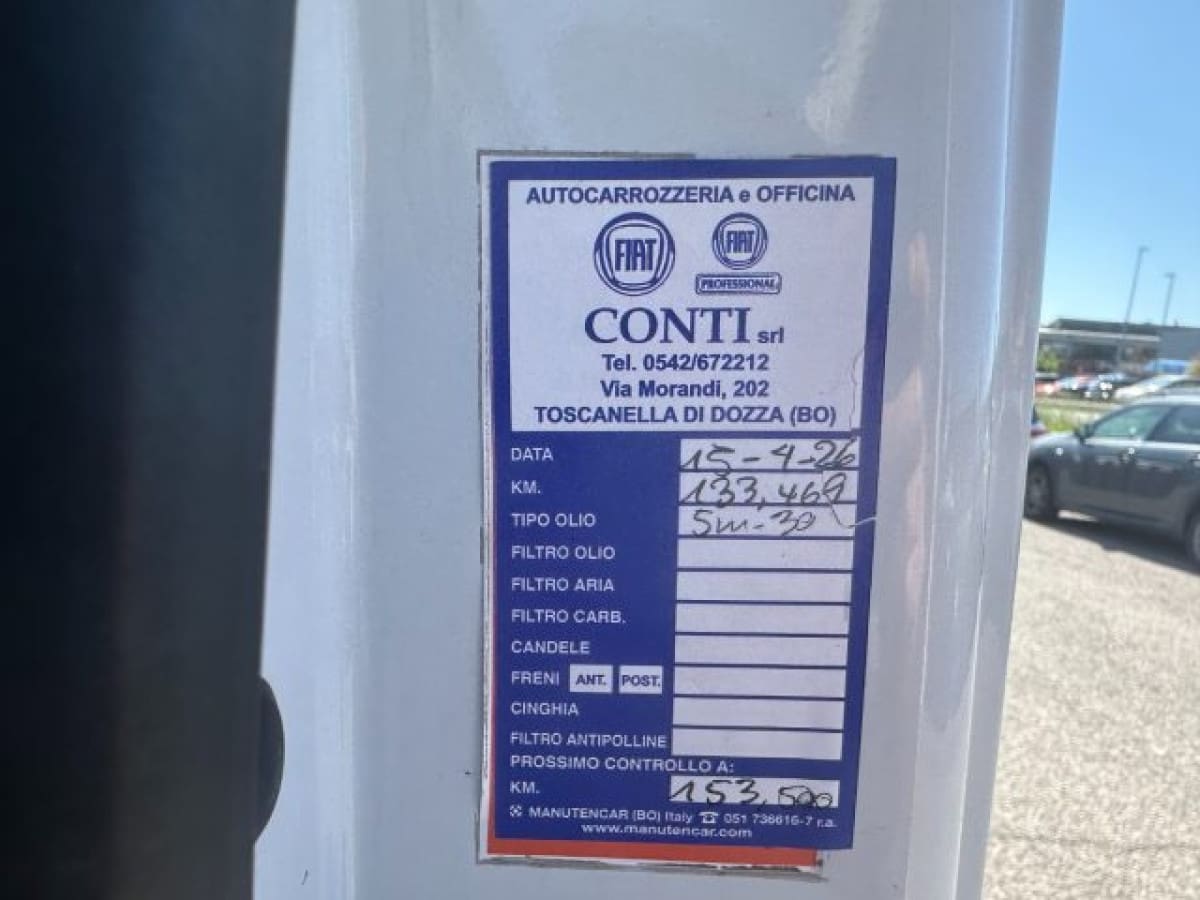 AUTOCARROZZERIA e OFFICINA
FIAT FIAT
PROFESSIONAL
CONTI srl
Tel. 0542/672212
Via Morandi, 202
TOSCANELLA DI DOZZA (BO)
DATA 15-4-26
KM. 133,469
TIPO OLIO 5w-30
FILTRO OLIO
FILTRO ARIA
FILTRO CARB.
CANDELE
FRENI ANT. POST.
CINGHIA
FILTRO ANTIPOLLINE
PROSSIMO CONTROLLO A:
KM. 153,500
MANUTENCAR (BO) Italy ☎ 051 736616-7 r.a.
www.manutencar.com